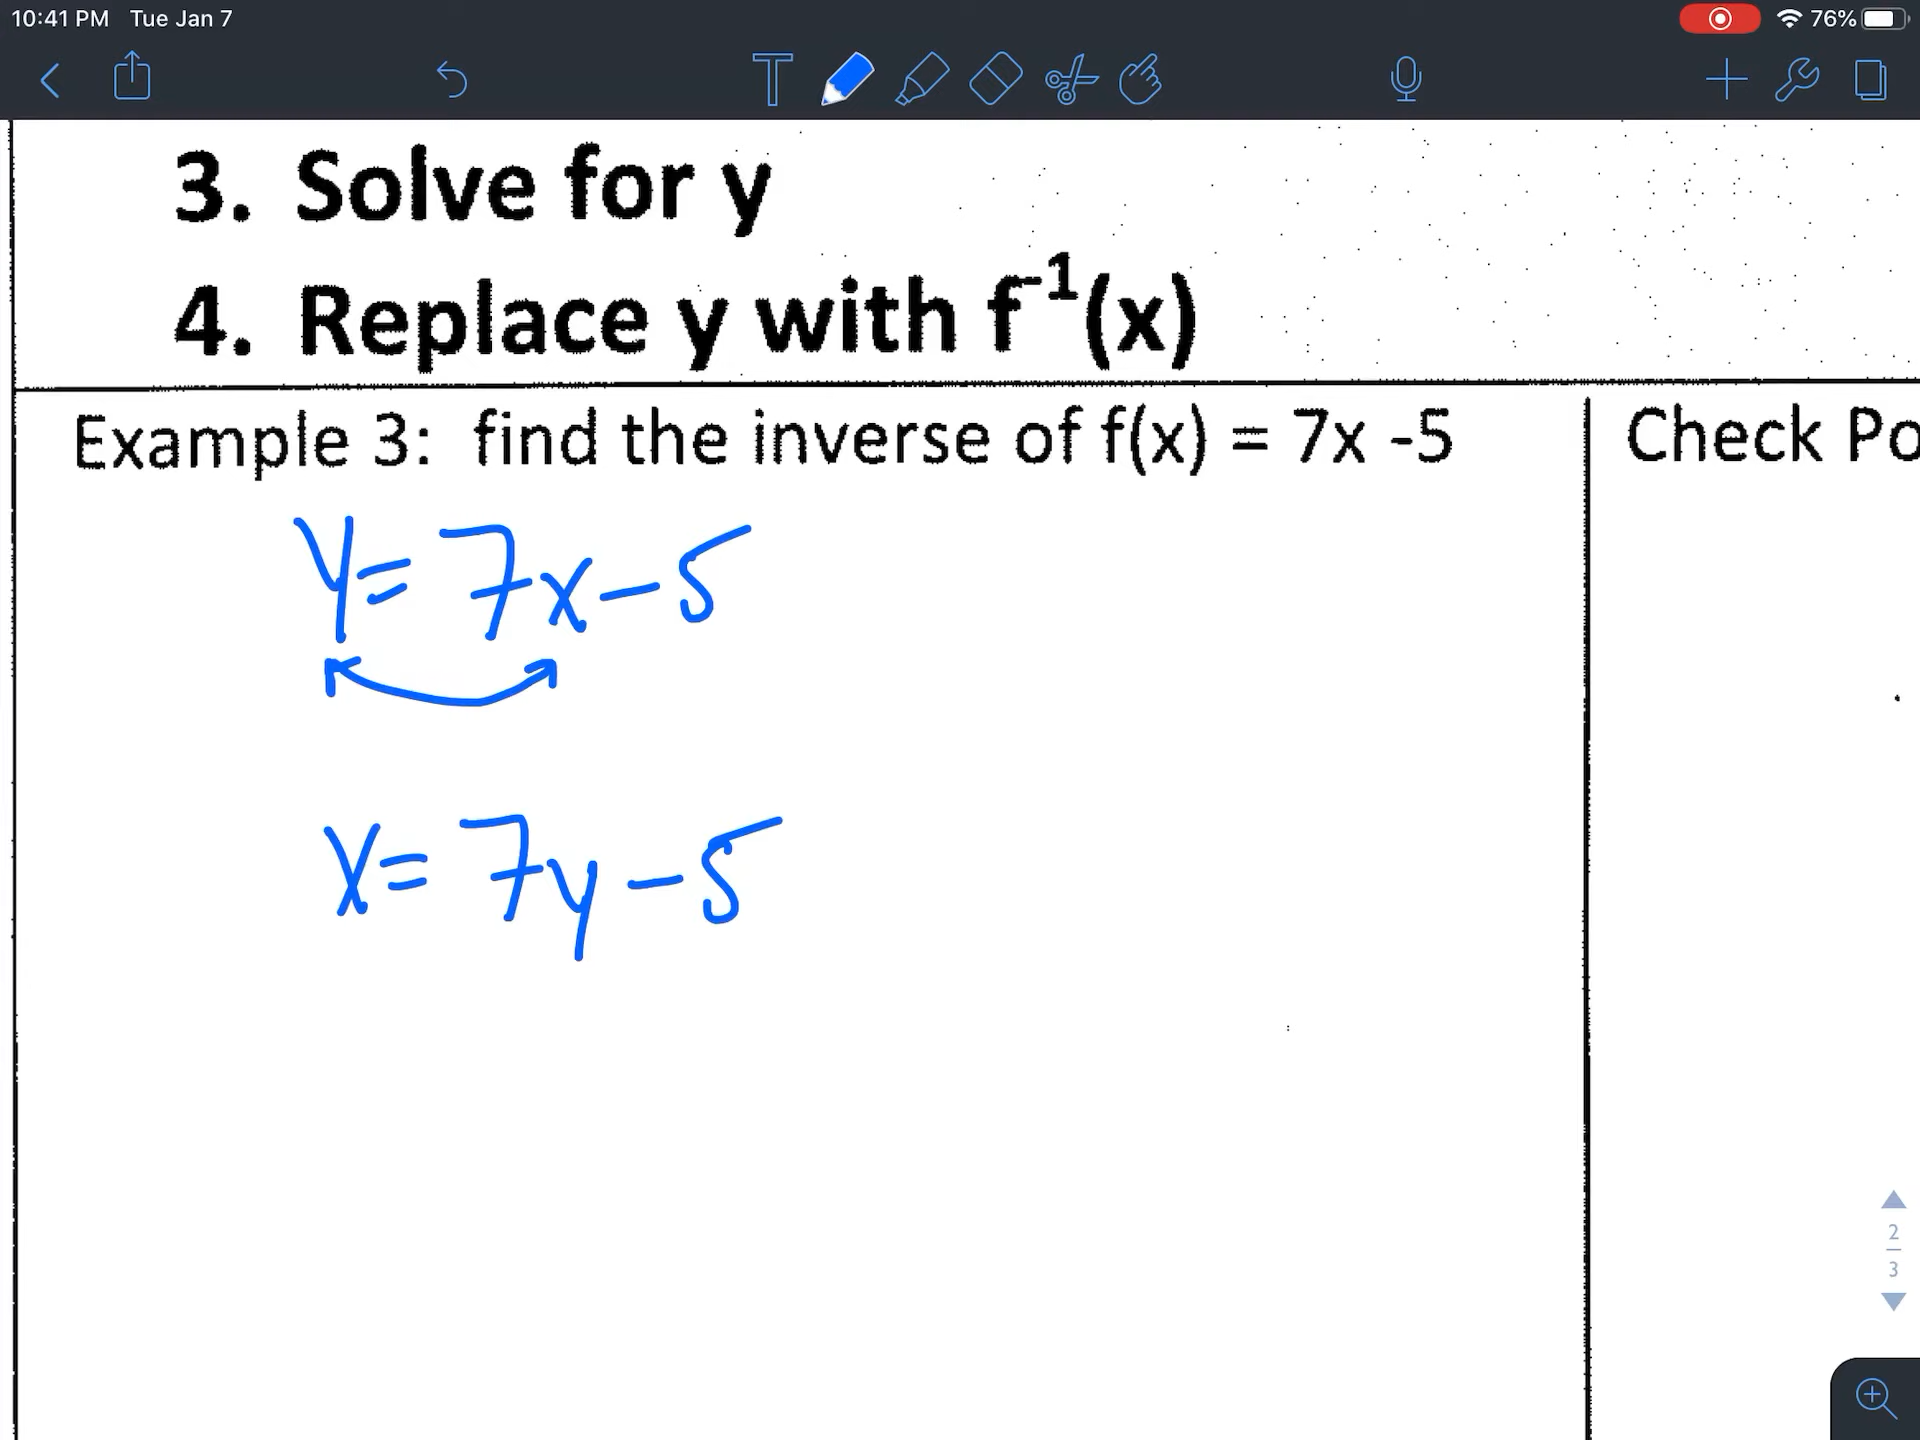 10:41 PM Tue Jan 7 76%
3. Solve for y
4. Replace y with f⁻¹(x)
Example 3: find the inverse of f(x) = 7x -5
Check Po
y = 7x - 5
x = 7y - 5
2
3